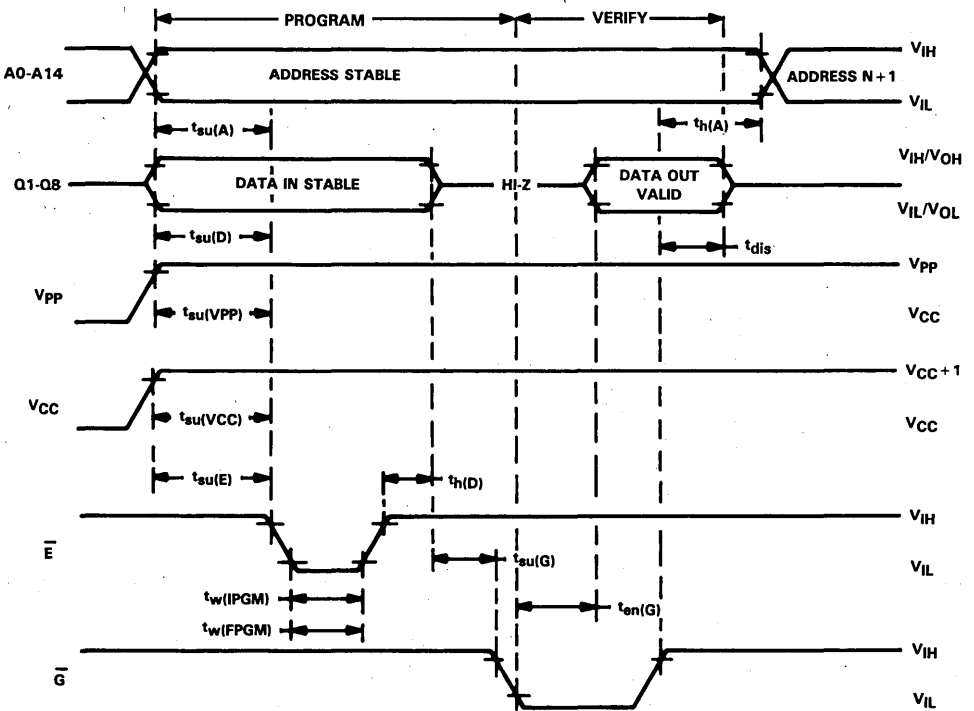 PROGRAM VERIFY
A0-A14 ADDRESS STABLE ADDRESS N+1 VIH
VIL
tsu(A) th(A)
Q1-Q8 DATA IN STABLE HI-Z DATA OUT VALID VIH/VOH
VIL/VOL
tsu(D) tdis
VPP VPP
tsu(VPP) VCC
VCC VCC+1
tsu(VCC) VCC
tsu(E) th(D)
E̅ VIH
VIL
tsu(G)
tw(IPGM) ten(G)
tw(FPGM)
G̅ VIH
VIL